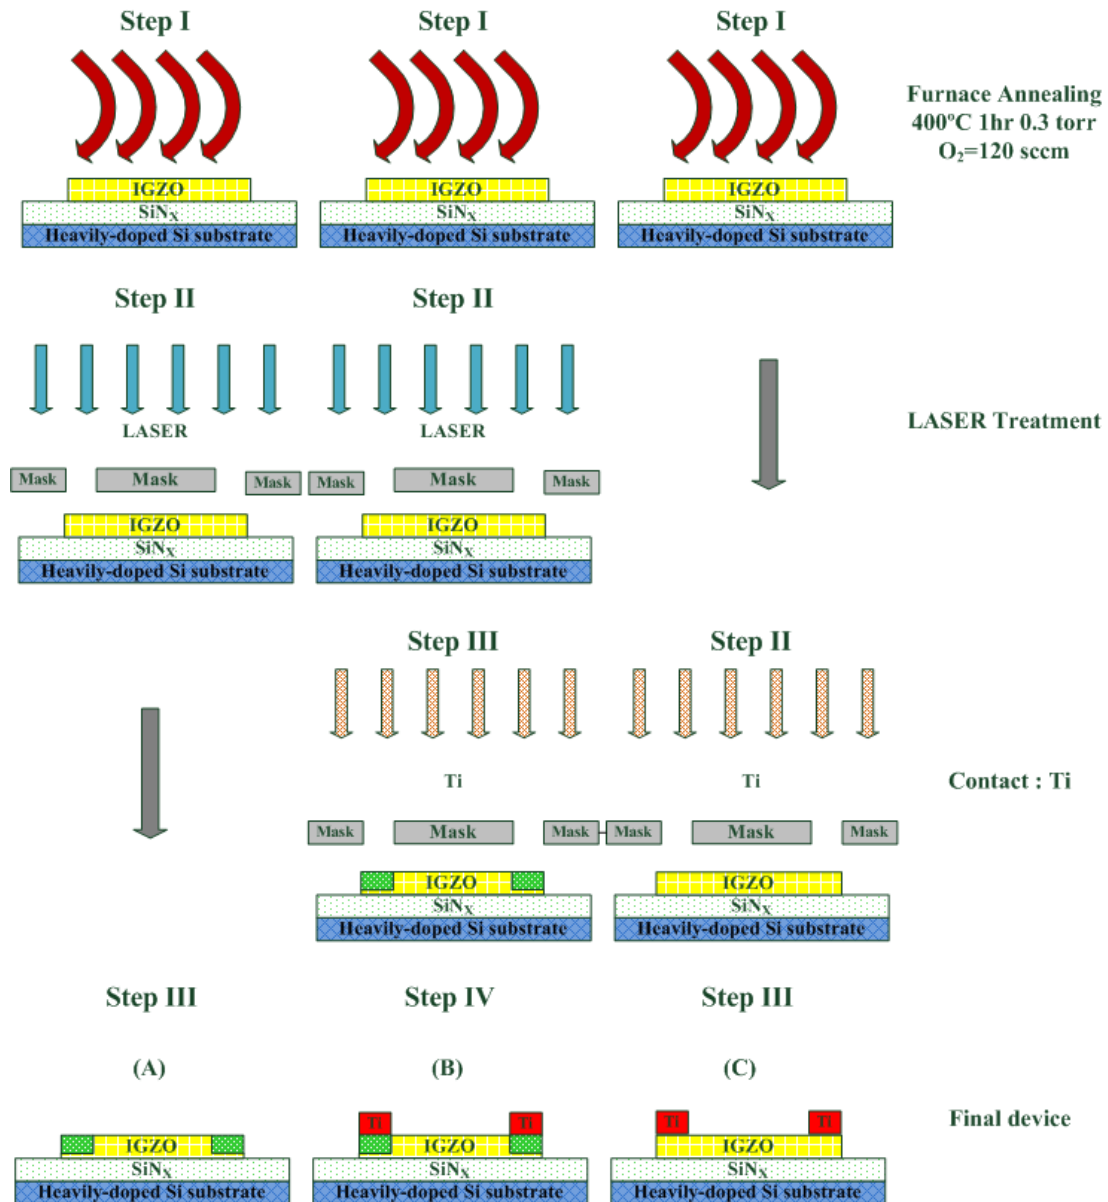 Step I
Step I
Step I
Furnace Annealing
400ºC 1hr 0.3 torr
O₂=120 sccm
IGZO
SiNX
Heavily-doped Si substrate
IGZO
SiNX
Heavily-doped Si substrate
IGZO
SiNX
Heavily-doped Si substrate
Step II
Step II
LASER
LASER
LASER Treatment
Mask
Mask
Mask
Mask
Mask
Mask
IGZO
SiNX
Heavily-doped Si substrate
IGZO
SiNX
Heavily-doped Si substrate
Step III
Step II
Ti
Ti
Contact : Ti
Mask
Mask
Mask
Mask
Mask
Mask
IGZO
SiNX
Heavily-doped Si substrate
IGZO
SiNX
Heavily-doped Si substrate
Step III
Step IV
Step III
(A)
(B)
(C)
Final device
IGZO
SiNX
Heavily-doped Si substrate
Ti
Ti
IGZO
SiNX
Heavily-doped Si substrate
Ti
Ti
IGZO
SiNX
Heavily-doped Si substrate